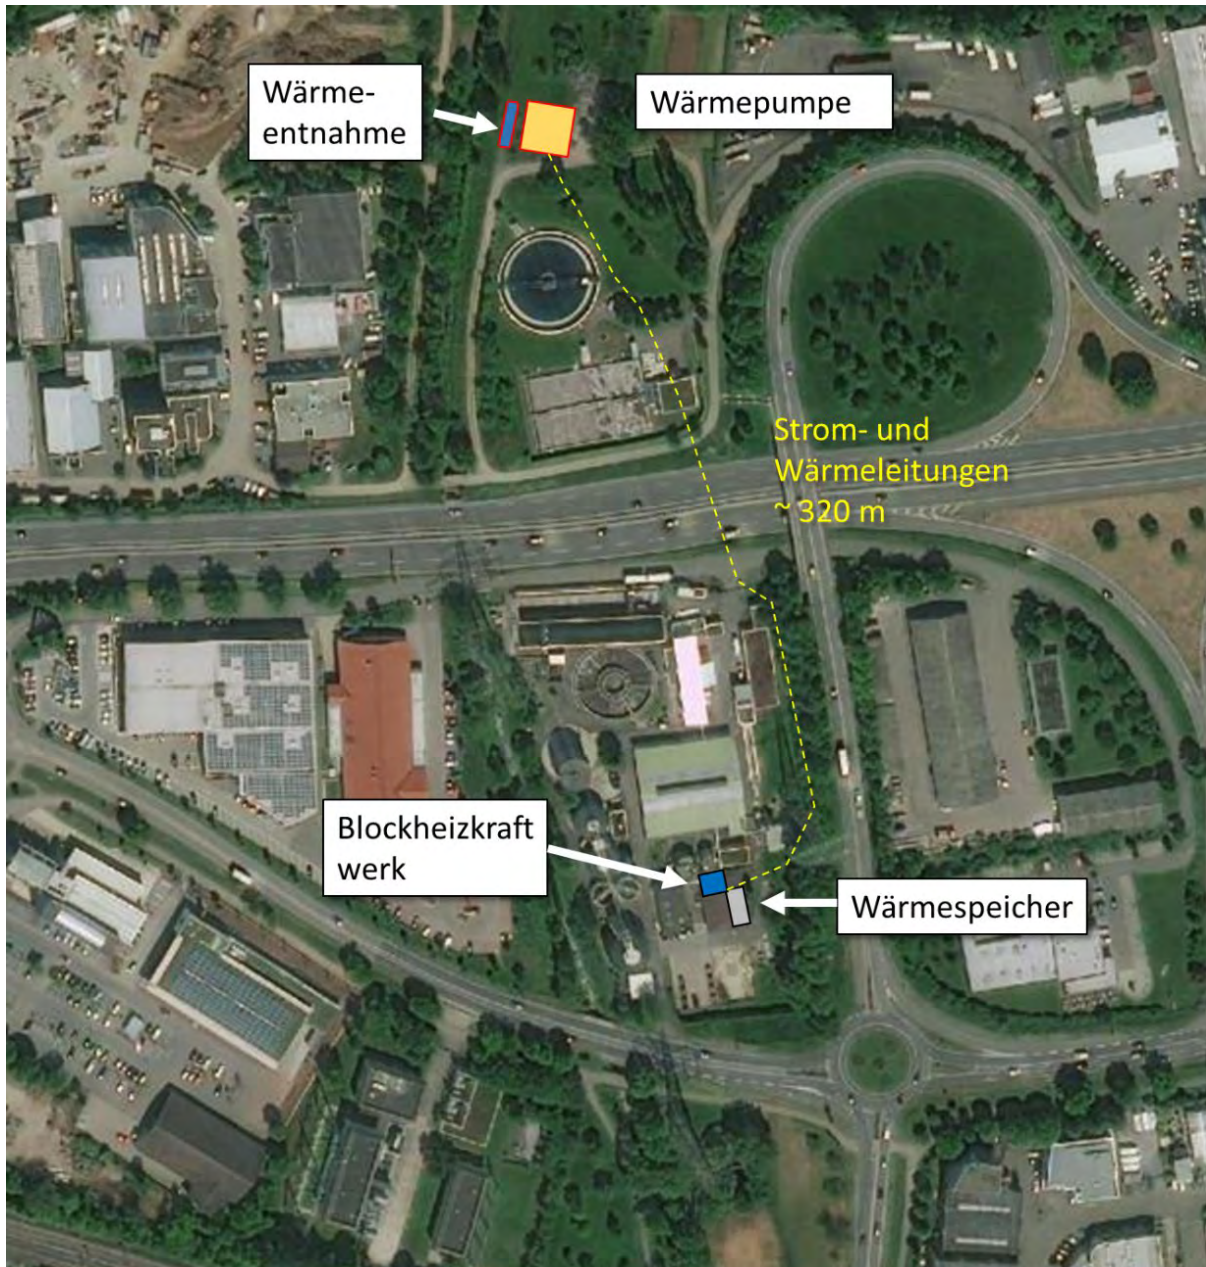 Wärme-
entnahme
Wärmepumpe
Strom- und
Wärmeleitungen
~ 320 m
Blockheizkraft
werk
Wärmespeicher